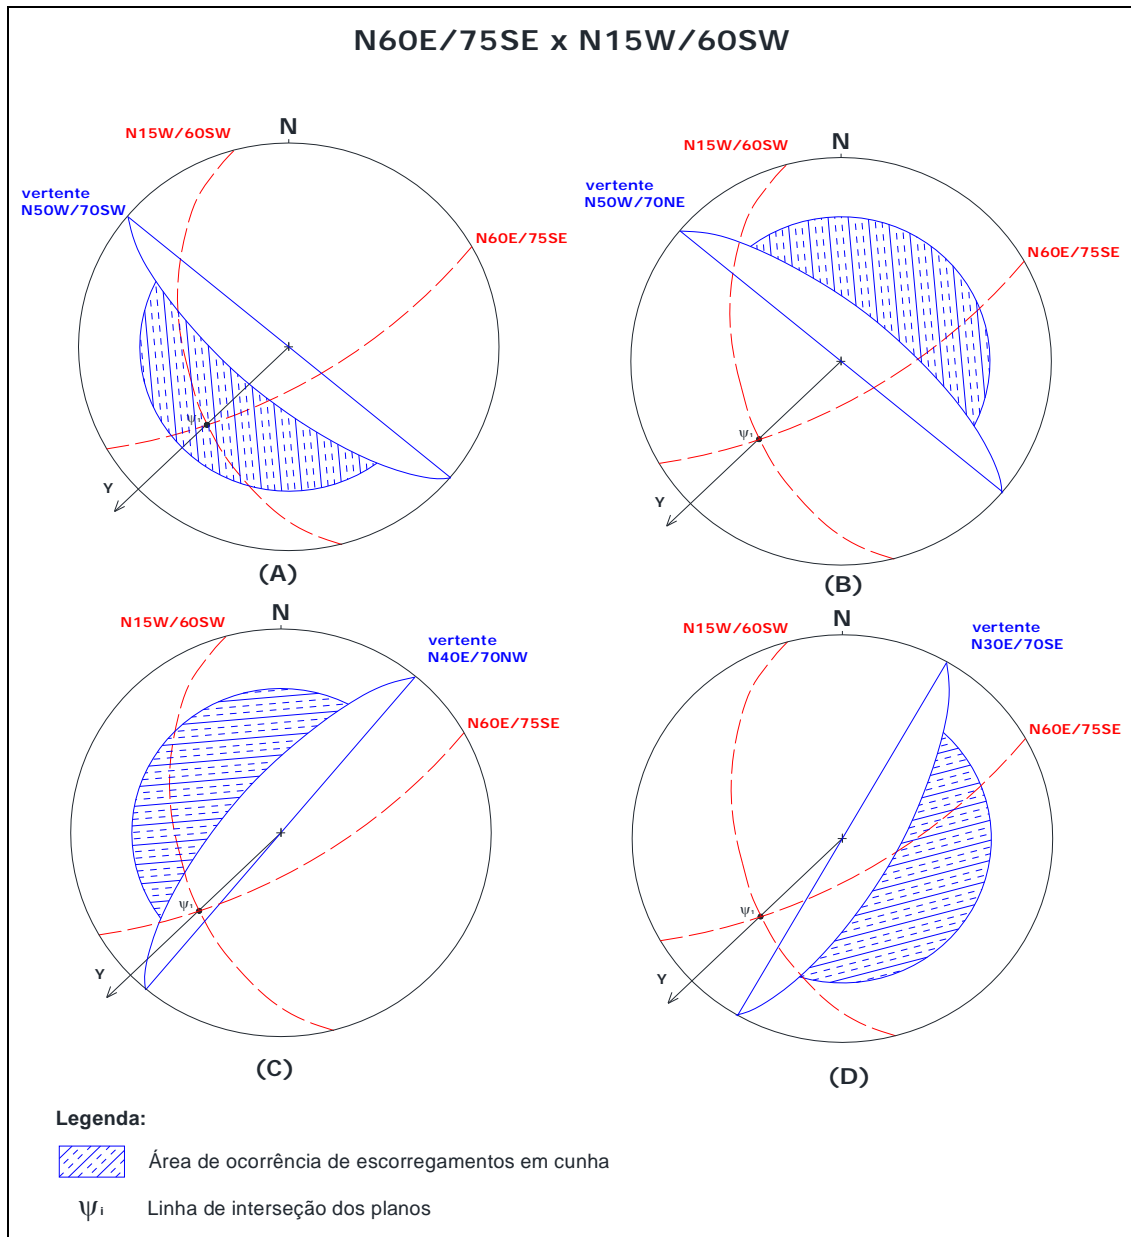 N60E/75SE x N15W/60SW
N15W/60SW
N
vertente
N50W/70SW
N60E/75SE
ψ₁
Y
(A)
N15W/60SW
N
vertente
N50W/70NE
N60E/75SE
ψ₁
Y
(B)
N15W/60SW
N
vertente
N40E/70NW
N60E/75SE
ψ₁
Y
(C)
N15W/60SW
N
vertente
N30E/70SE
N60E/75SE
ψ₁
Y
(D)
Legenda:
Área de ocorrência de escorregamentos em cunha
ψi Linha de interseção dos planos